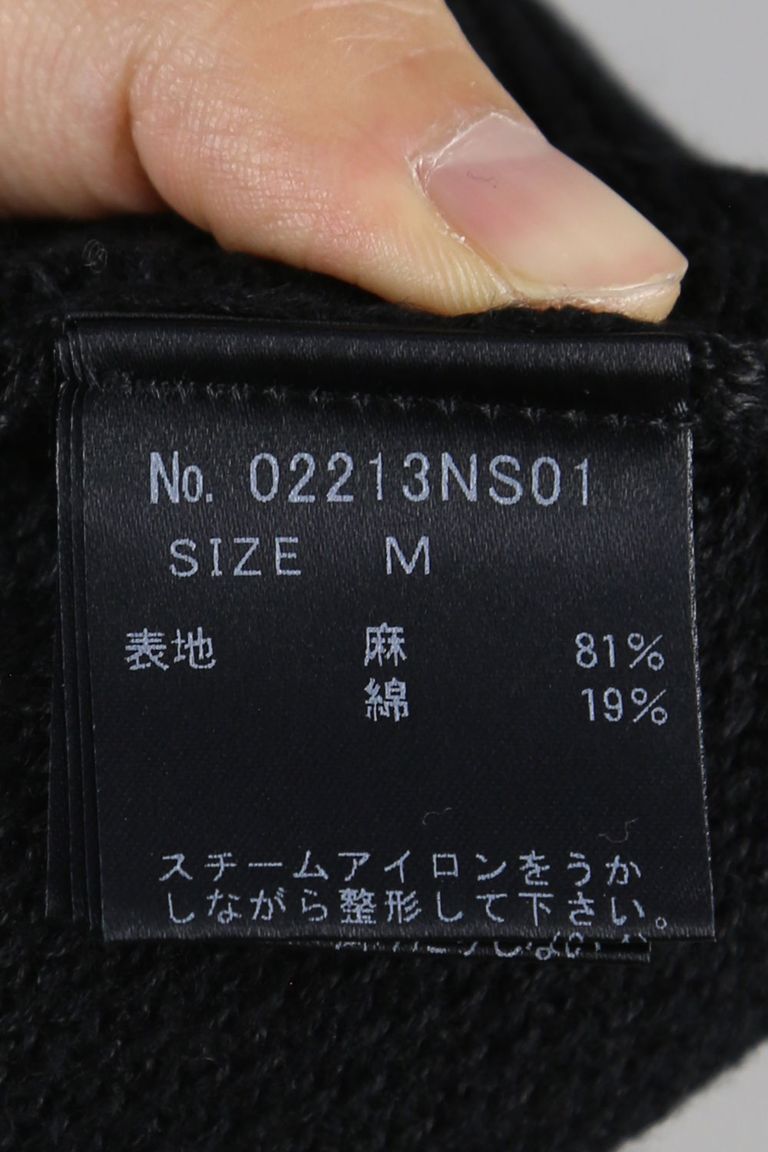 No. 02213NS01
SIZE M
表地 麻 81%
綿 19%
スチームアイロンをうか
しながら整形して下さい。